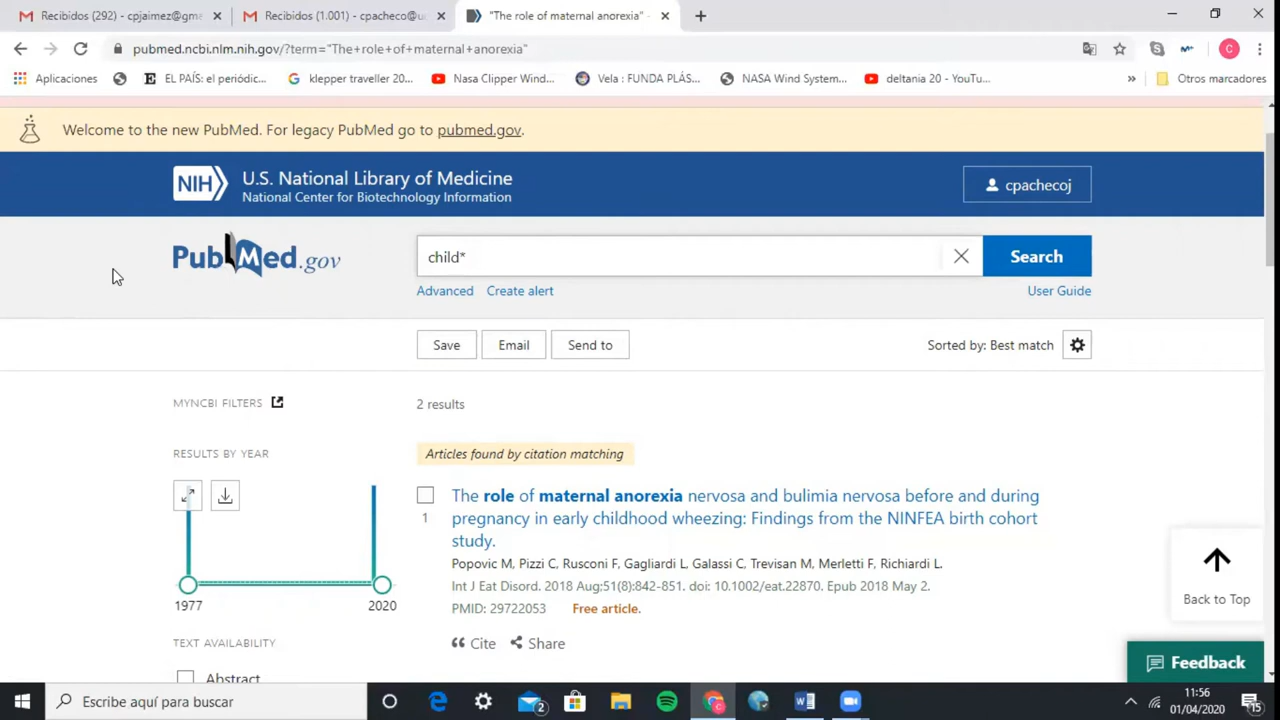 Recibidos (292) - cpjaimez@gma
Recibidos (1.001) - cpacheco@u
"The role of maternal anorexia" -
pubmed.ncbi.nlm.nih.gov/?term="The+role+of+maternal+anorexia"
C
Aplicaciones
EL PAÍS: el periódic...
klepper traveller 20...
Nasa Clipper Wind...
Vela : FUNDA PLÁS...
NASA Wind System...
deltania 20 - YouTu...
»
Otros marcadores
Welcome to the new PubMed. For legacy PubMed go to pubmed.gov.
NIH
U.S. National Library of Medicine
National Center for Biotechnology Information
cpachecoj
PubMed.gov
child*
Search
Advanced
Create alert
User Guide
Save
Email
Send to
Sorted by: Best match
MYNCBI FILTERS
2 results
RESULTS BY YEAR
Articles found by citation matching
The role of maternal anorexia nervosa and bulimia nervosa before and during
1
pregnancy in early childhood wheezing: Findings from the NINFEA birth cohort
study.
Popovic M, Pizzi C, Rusconi F, Gagliardi L, Galassi C, Trevisan M, Merletti F, Richiardi L.
Int J Eat Disord. 2018 Aug;51(8):842-851. doi: 10.1002/eat.22870. Epub 2018 May 2.
1977
2020
PMID: 29722053
Free article.
Back to Top
TEXT AVAILABILITY
Cite
Share
Feedback
Abstract
Escribe aquí para buscar
2
C
11:56
01/04/2020
15